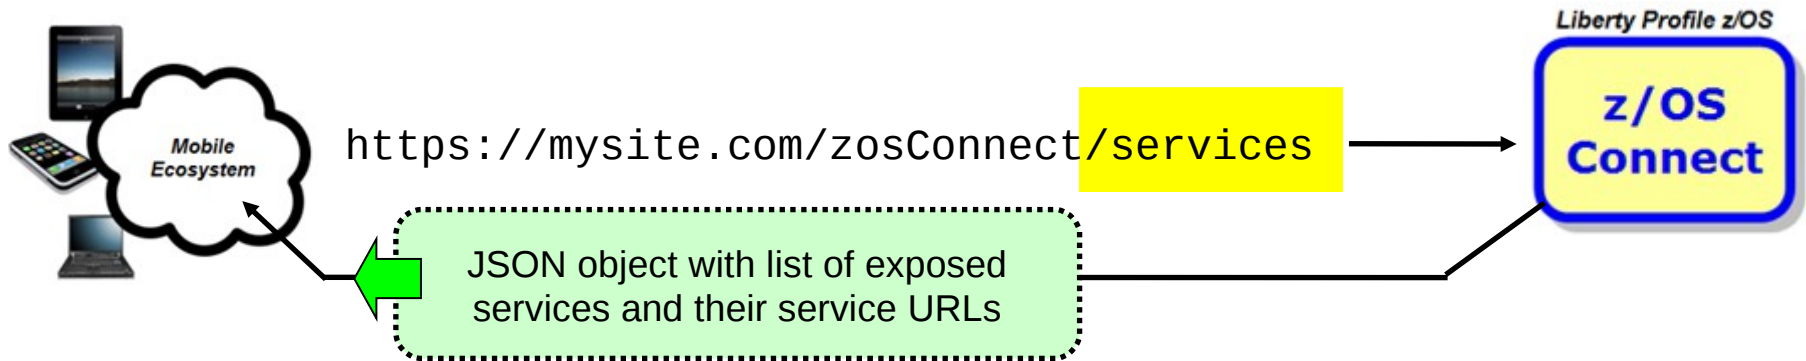 Liberty Profile z/OS
Mobile
Ecosystem
https://mysite.com/zosConnect/services
z/OS
Connect
JSON object with list of exposed
services and their service URLs